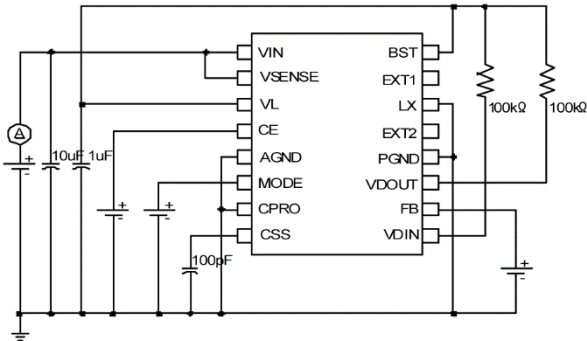 VIN
VSENSE
VL
CE
AGND
MODE
CPRO
CSS
BST
EXT1
LX
EXT2
PGND
VDOUT
FB
VDIN
100kΩ
100kΩ
10uF
1uF
100pF
A
+
-
+
-
+
-
+
-